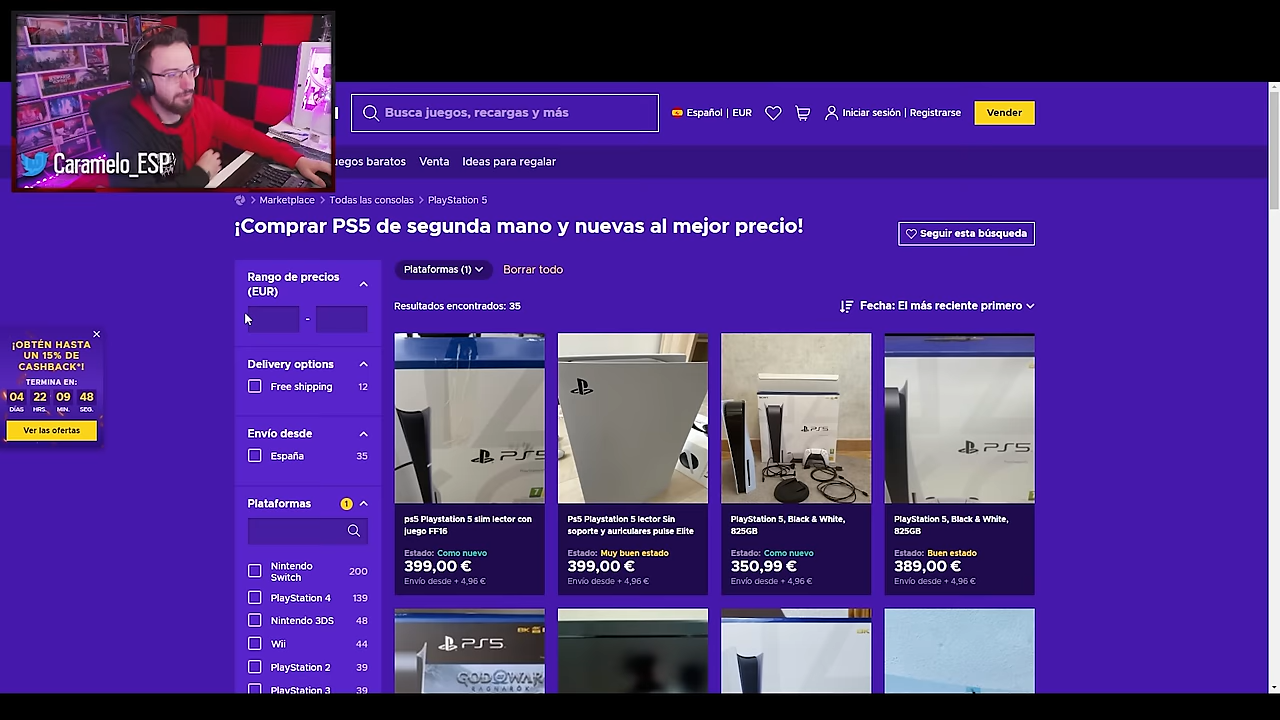 Caramelo_ESP
Busca juegos, recargas y más
Español | EUR
Iniciar sesión | Registrarse
Vender
uegos baratos
Venta
Ideas para regalar
Marketplace
Todas las consolas
PlayStation 5
¡Comprar PS5 de segunda mano y nuevas al mejor precio!
Seguir esta búsqueda
Rango de precios
(EUR)
-
Plataformas (1)
Borrar todo
Resultados encontrados: 35
Fecha: El más reciente primero
¡OBTÉN HASTA
UN 15% DE
CASHBACK*!
TERMINA EN:
04 22 09 48
DÍAS HRS. MIN. SEG.
Ver las ofertas
Delivery options
Free shipping 12
Envío desde
España 35
Plataformas 1
Nintendo
Switch 200
PlayStation 4 139
Nintendo 3DS 48
Wii 44
PlayStation 2 39
PlayStation 3 39
PS5
ps5 Playstation 5 slim lector con
juego FF16
Estado: Como nuevo
399,00 €
Envío desde + 4,96 €
Ps5 Playstation 5 lector Sin
soporte y auriculares pulse Elite
Estado: Muy buen estado
399,00 €
Envío desde + 4,96 €
PS5
PlayStation 5, Black & White,
825GB
Estado: Como nuevo
350,99 €
Envío desde + 4,96 €
PS5
PlayStation 5, Black & White,
825GB
Estado: Buen estado
389,00 €
Envío desde + 4,96 €
PS5
8K
GOD OF WAR
RAGNARÖK
8K